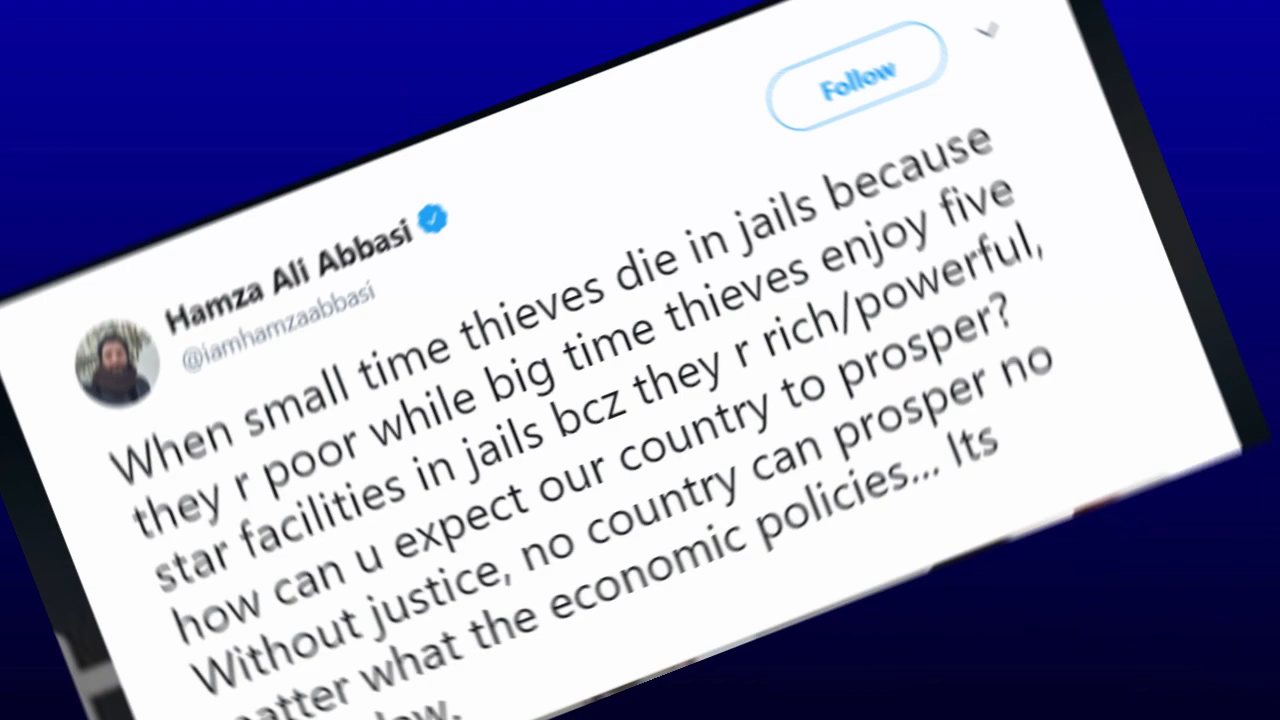 Follow
Hamza Ali Abbasi
@iamhamzaabbasi
When small time thieves die in jails because
they r poor while big time thieves enjoy five
star facilities in jails bcz they r rich/powerful,
how can u expect our country to prosper?
Without justice, no country can prosper no
what the economic policies... Its